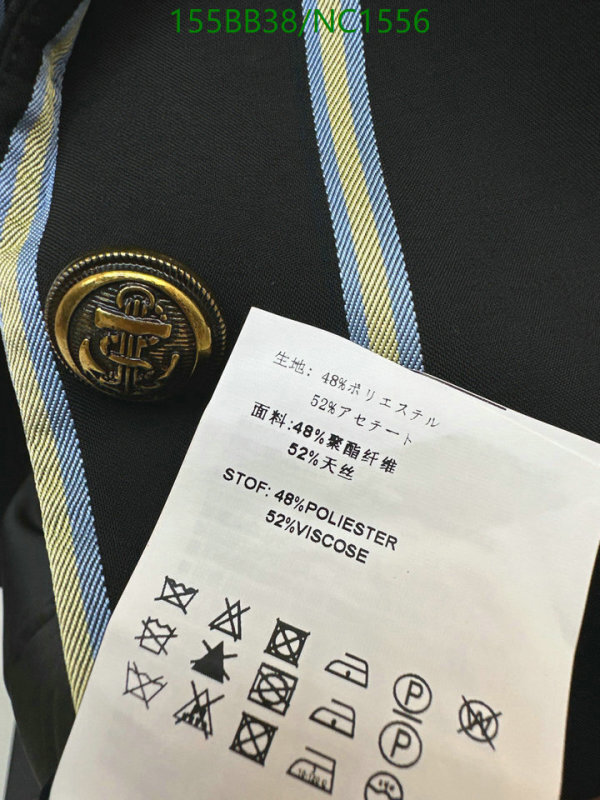 155BB38/NC1556
生地: 48%ポリエステル
52%アセテート
面料:48%聚酯纤维
52%天丝
STOF: 48%POLIESTER
52%VISCOSE
P
P